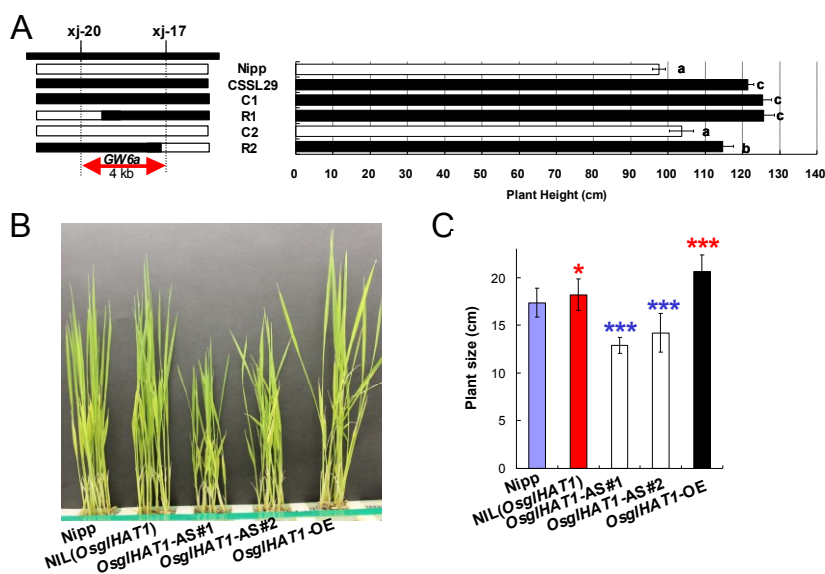 A
xj-20 xj-17
Nipp
CSSL29
C1
R1
C2
R2
GW6a
4 kb
a
c
c
c
a
b
0 10 20 30 40 50 60 70 80 90 100 110 120 130 140
Plant Height (cm)
B
Nipp
NIL(OsglHAT1)
OsglHAT1-AS#1
OsglHAT1-AS#2
OsglHAT1-OE
C
Plant size (cm)
20
15
10
5
0
*
***
***
***
Nipp
NIL(OsglHAT1)
OsglHAT1-AS#1
OsglHAT1-AS#2
OsglHAT1-OE